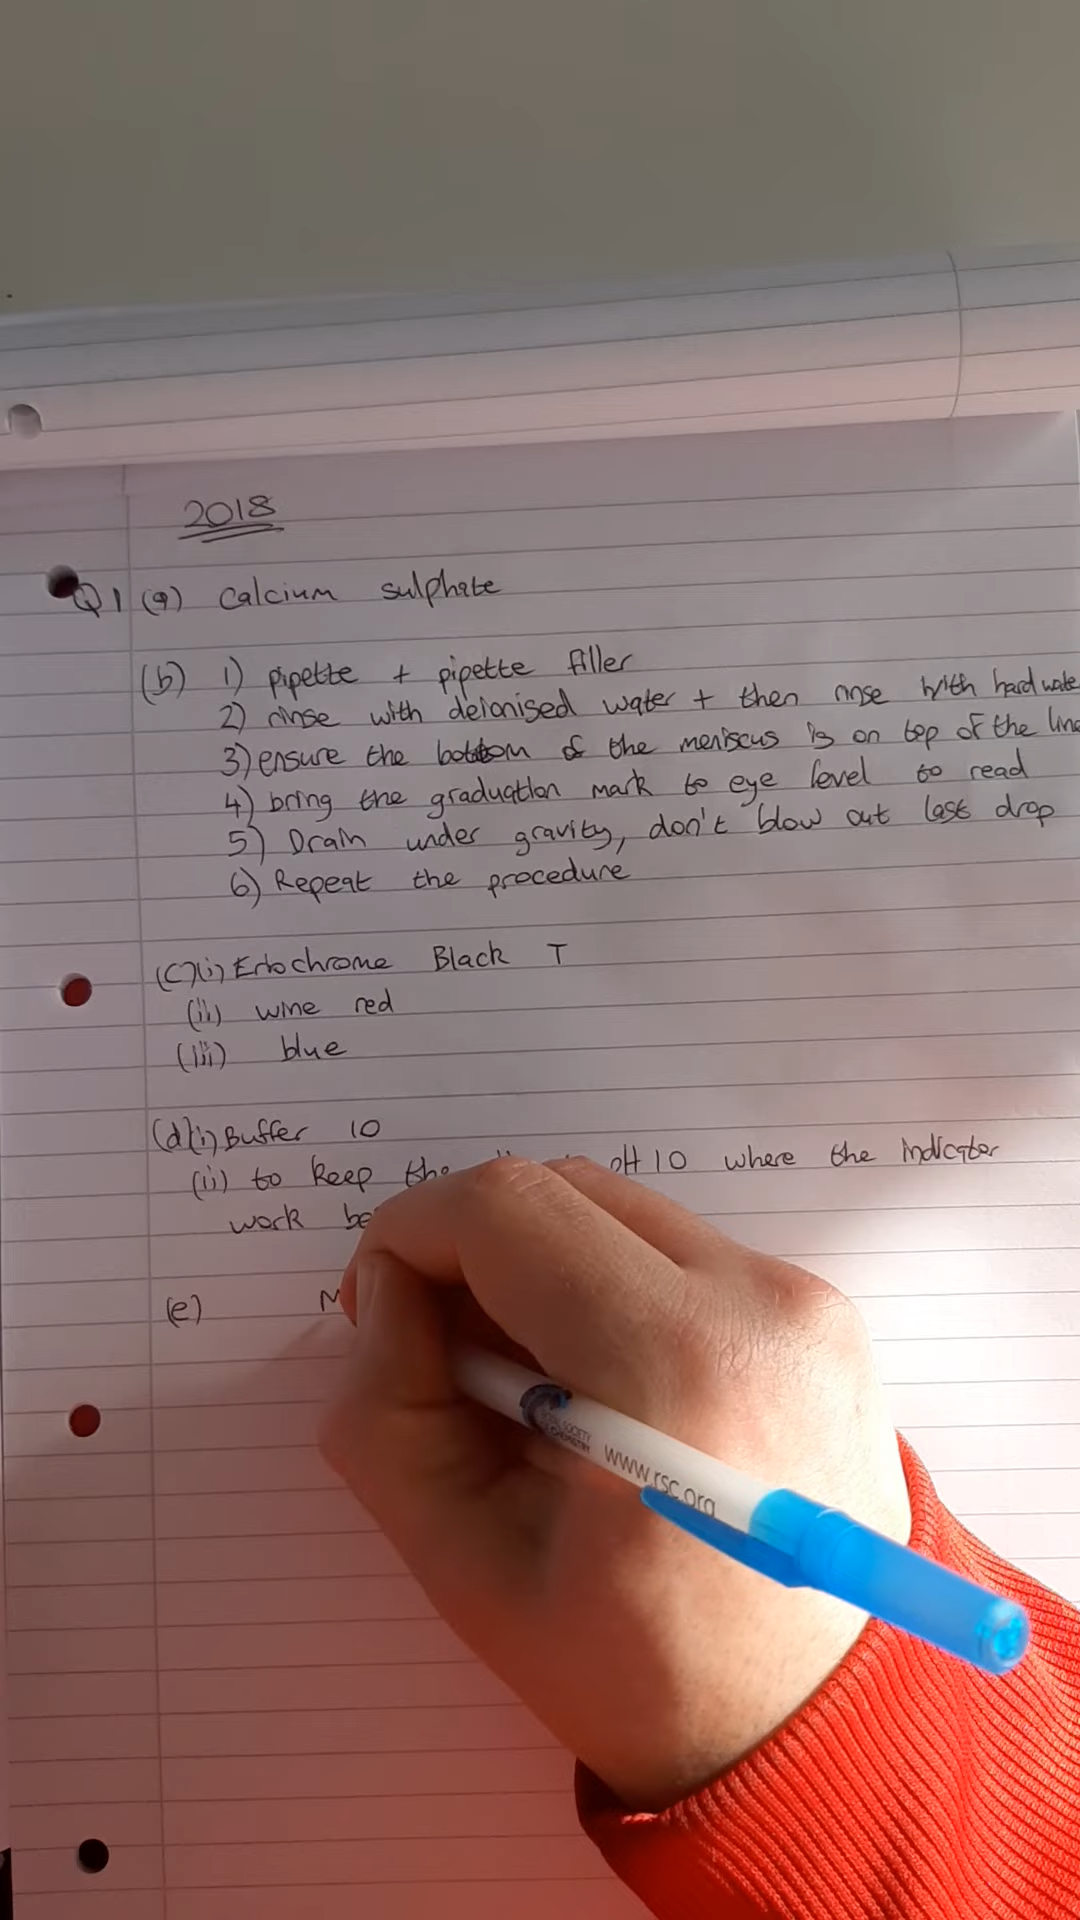 2018
Q1 (a) Calcium sulphate
(b) 1) pipette + pipette filler
2) rinse with deionised water + then rinse with hard wate
3) ensure the bottom of the meniscus is on top of the line
4) bring the graduation mark to eye level to read
5) Drain under gravity, don't blow out last drop
6) Repeat the procedure
(c)(i) Eriochrome Black T
(ii) wine red
(iii) blue
(d)(i) Buffer 10
(ii) to keep the pH 10 where the indicator
work be
(e) M
www.rsc.org